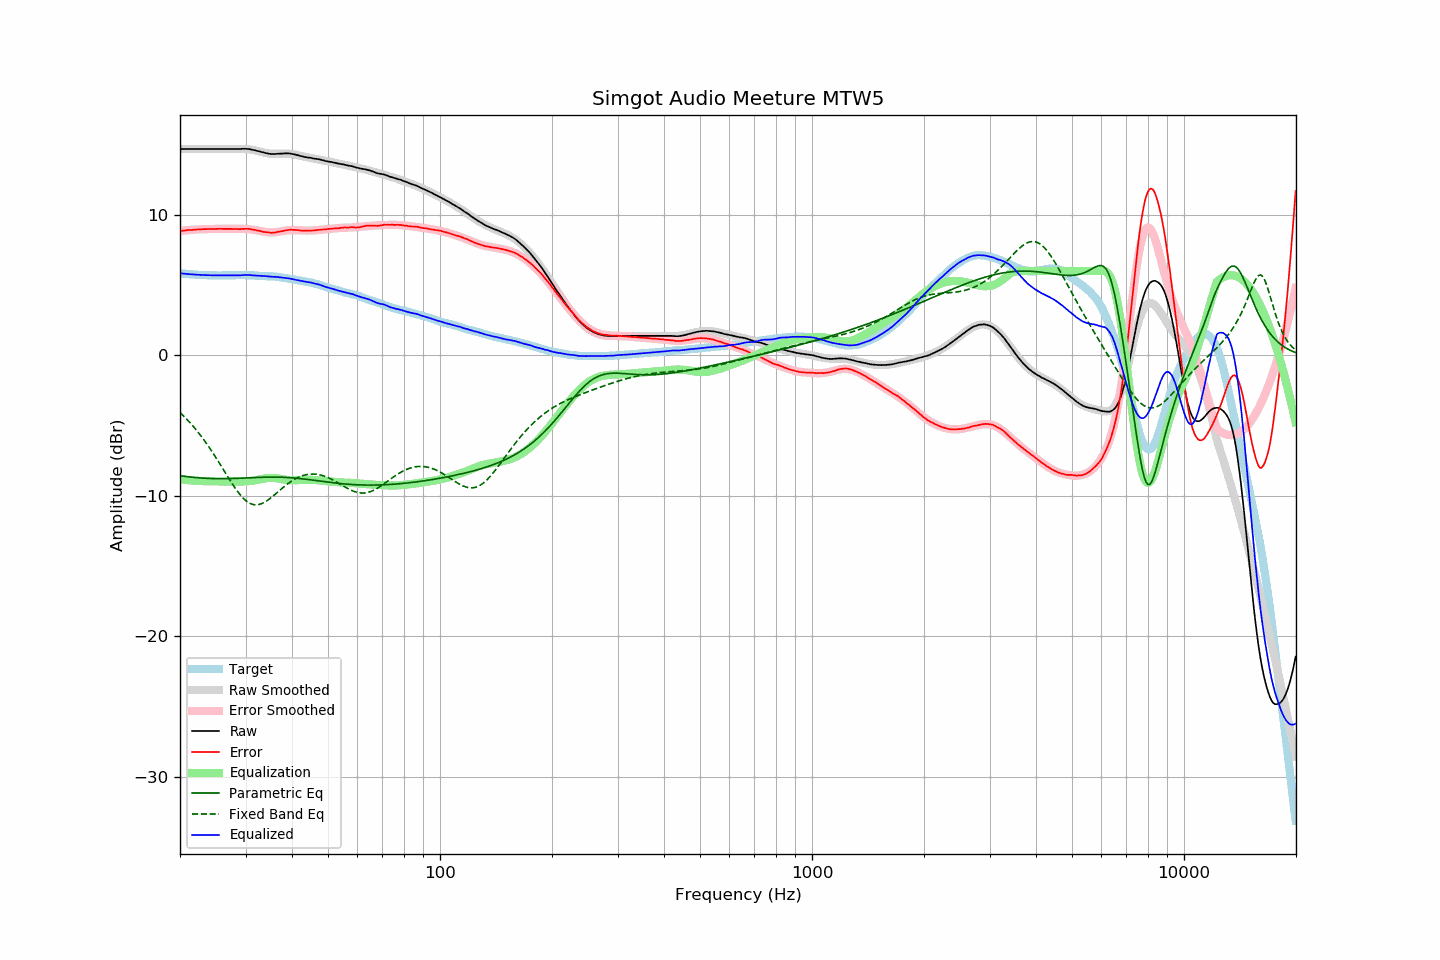 Simgot Audio Meeture MTW5
Amplitude (dBr)
10
0
−10
−20
−30
Target
Raw Smoothed
Error Smoothed
Raw
Error
Equalization
Parametric Eq
Fixed Band Eq
Equalized
100
1000
10000
Frequency (Hz)